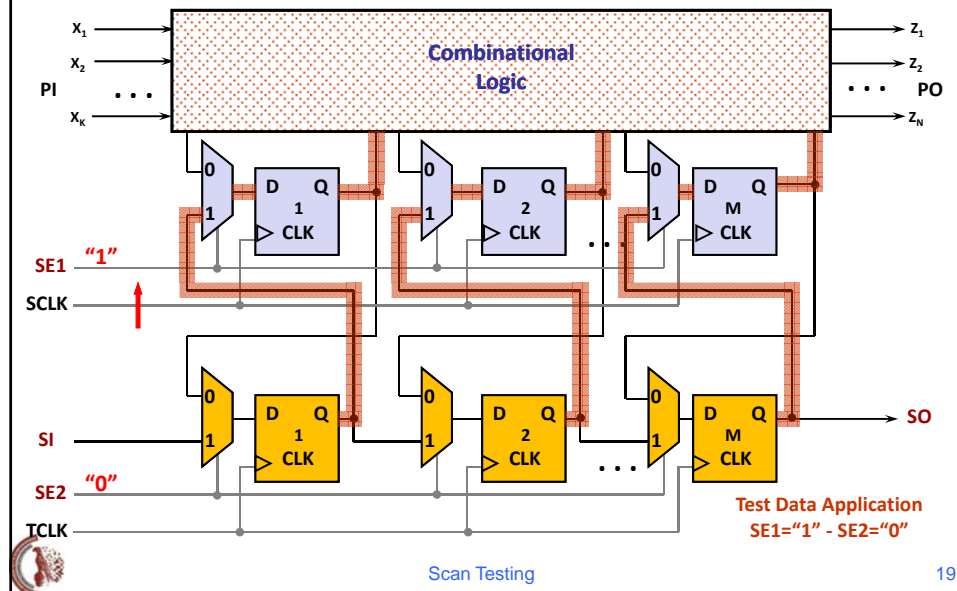 X1
Z1
Combinational
Logic
X2
Z2
PI
. . .
. . .
PO
XK
ZN
0
D Q
1
CLK
1
0
D Q
2
CLK
1
0
D Q
M
CLK
1
. . .
SE1 “1”
SCLK
0
D Q
1
CLK
1
0
D Q
2
CLK
1
0
D Q
M
CLK
1
SI
SO
. . .
SE2 “0”
TCLK
Test Data Application
SE1=“1” - SE2=“0”
Scan Testing
19